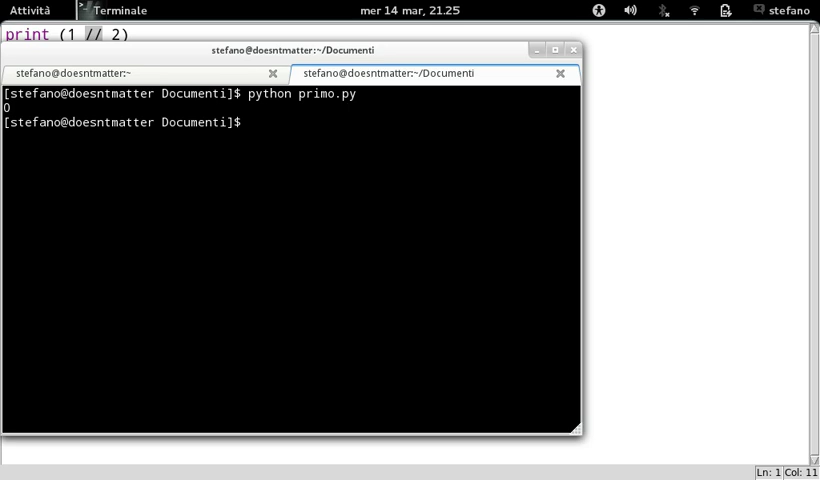 Attività
Terminale
mer 14 mar, 21.25
stefano
print (1 // 2)
stefano@doesntmatter:~/Documenti
stefano@doesntmatter:~
stefano@doesntmatter:~/Documenti
[stefano@doesntmatter Documenti]$ python primo.py
0
[stefano@doesntmatter Documenti]$
Ln: 1 Col: 11